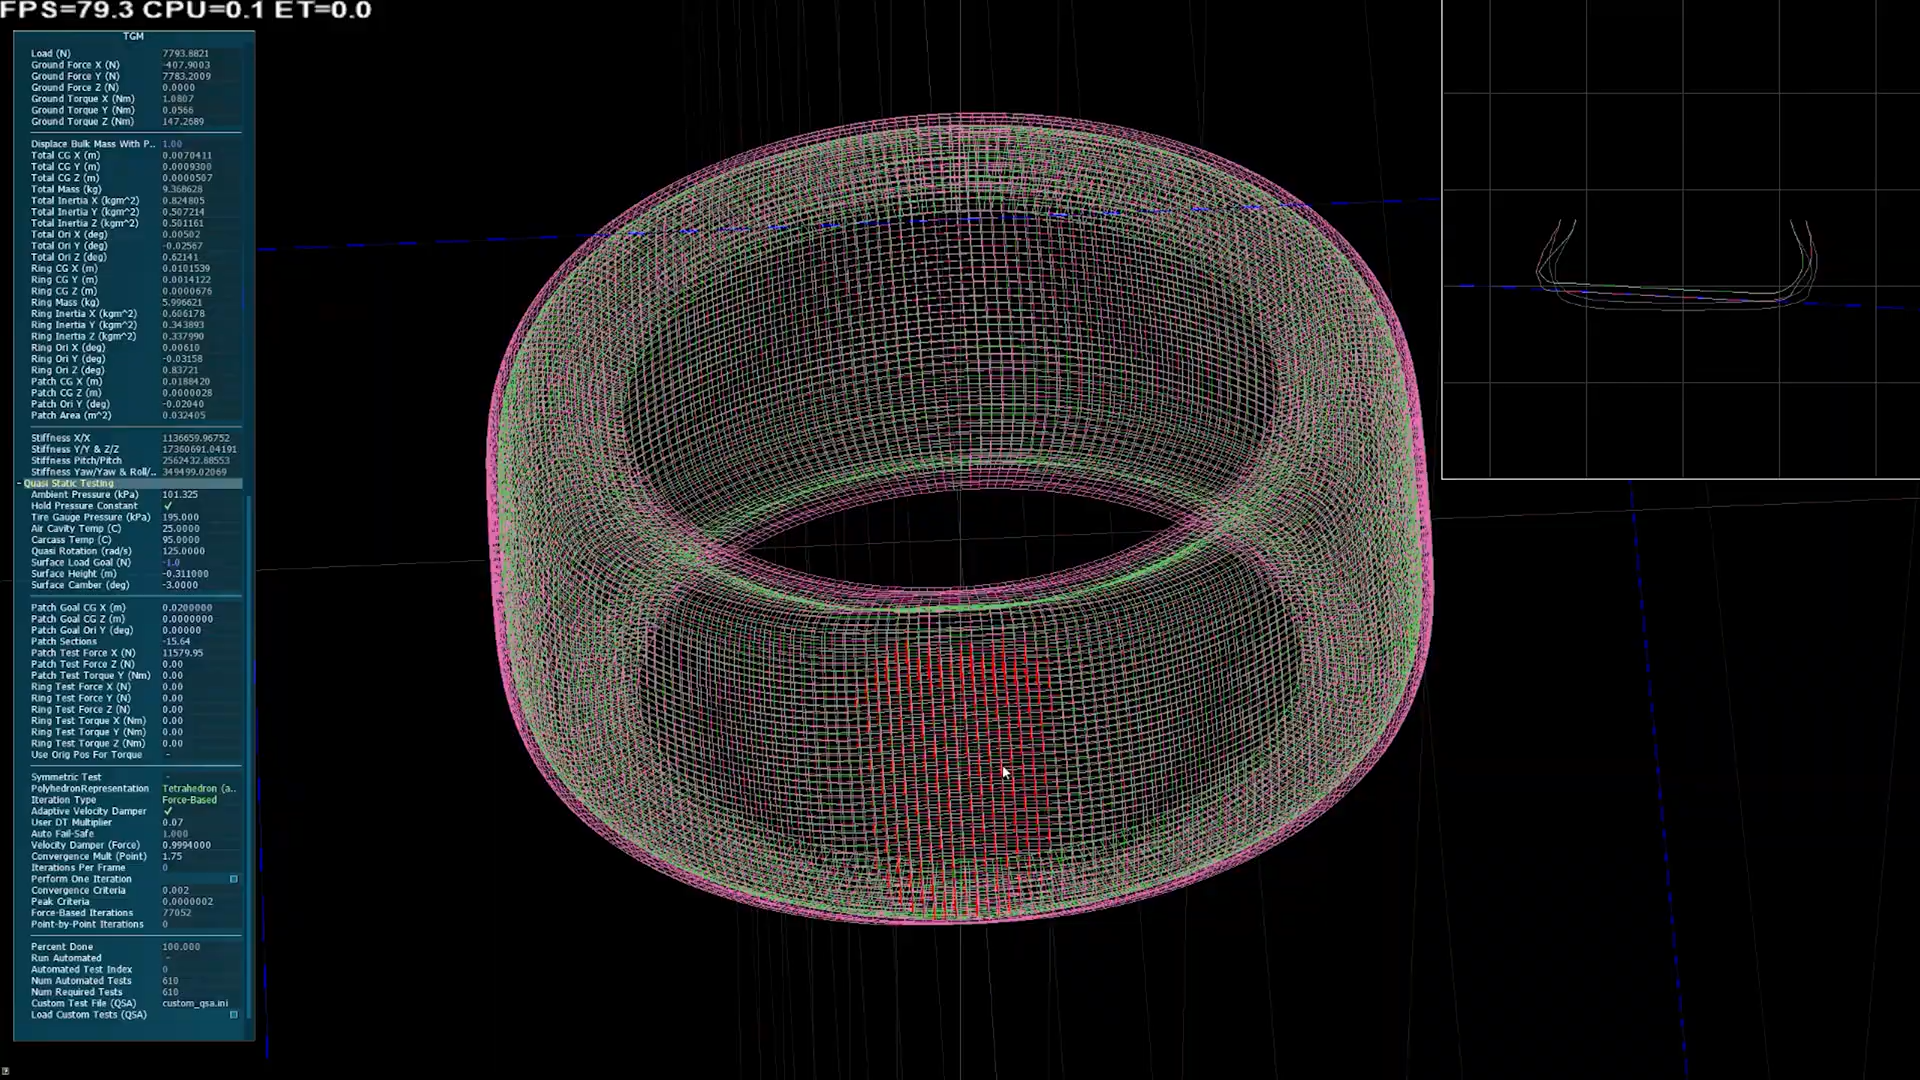 FPS=79.3 CPU=0.1 ET=0.0
TGM
Load (N) 7793.8821
Ground Force X (N) -407.9003
Ground Force Y (N) 7783.2009
Ground Force Z (N) 0.0000
Ground Torque X (Nm) 1.0807
Ground Torque Y (Nm) 0.0566
Ground Torque Z (Nm) 147.2689
Displace Bulk Mass With P.. 1.00
Total CG X (m) 0.0070411
Total CG Y (m) 0.0009300
Total CG Z (m) 0.0000507
Total Mass (kg) 9.368628
Total Inertia X (kgm^2) 0.824805
Total Inertia Y (kgm^2) 0.507214
Total Inertia Z (kgm^2) 0.501161
Total Ori X (deg) 0.00502
Total Ori Y (deg) -0.02567
Total Ori Z (deg) 0.62141
Ring CG X (m) 0.0101539
Ring CG Y (m) 0.0014122
Ring CG Z (m) 0.0000676
Ring Mass (kg) 5.996621
Ring Inertia X (kgm^2) 0.606178
Ring Inertia Y (kgm^2) 0.343893
Ring Inertia Z (kgm^2) 0.337990
Ring Ori X (deg) 0.00610
Ring Ori Y (deg) -0.03158
Ring Ori Z (deg) 0.83721
Patch CG X (m) 0.0188420
Patch CG Z (m) 0.0000028
Patch Ori Y (deg) -0.02040
Patch Area (m^2) 0.032405
Stiffness X/X 1136659.96752
Stiffness Y/Y & Z/Z 17360691.04191
Stiffness Pitch/Pitch 2562432.88553
Stiffness Yaw/Yaw & Roll/.. 349499.02069
- Quasi Static Testing
Ambient Pressure (kPa) 101.325
Hold Pressure Constant ✓
Tire Gauge Pressure (kPa) 195.000
Air Cavity Temp (C) 25.0000
Carcass Temp (C) 95.0000
Quasi Rotation (rad/s) 125.0000
Surface Load Goal (N) -1.0
Surface Height (m) -0.311000
Surface Camber (deg) -3.0000
Patch Goal CG X (m) 0.0200000
Patch Goal CG Z (m) 0.0000000
Patch Goal Ori Y (deg) 0.00000
Patch Sections -15.64
Patch Test Force X (N) 11579.95
Patch Test Force Z (N) 0.00
Patch Test Torque Y (Nm) 0.00
Ring Test Force X (N) 0.00
Ring Test Force Y (N) 0.00
Ring Test Force Z (N) 0.00
Ring Test Torque X (Nm) 0.00
Ring Test Torque Y (Nm) 0.00
Ring Test Torque Z (Nm) 0.00
Use Orig Pos For Torque -
Symmetric Test -
PolyhedronRepresentation Tetrahedron (a..
Iteration Type Force-Based
Adaptive Velocity Damper ✓
User DT Multiplier 0.07
Auto Fail-Safe 1.000
Velocity Damper (Force) 0.9994000
Convergence Mult (Point) 1.75
Iterations Per Frame 0
Perform One Iteration
Convergence Criteria 0.002
Peak Criteria 0.0000002
Force-Based Iterations 77052
Point-by-Point Iterations 0
Percent Done 100.000
Run Automated -
Automated Test Index 0
Num Automated Tests 610
Num Required Tests 610
Custom Test File (QSA) custom_qsa.ini
Load Custom Tests (QSA)